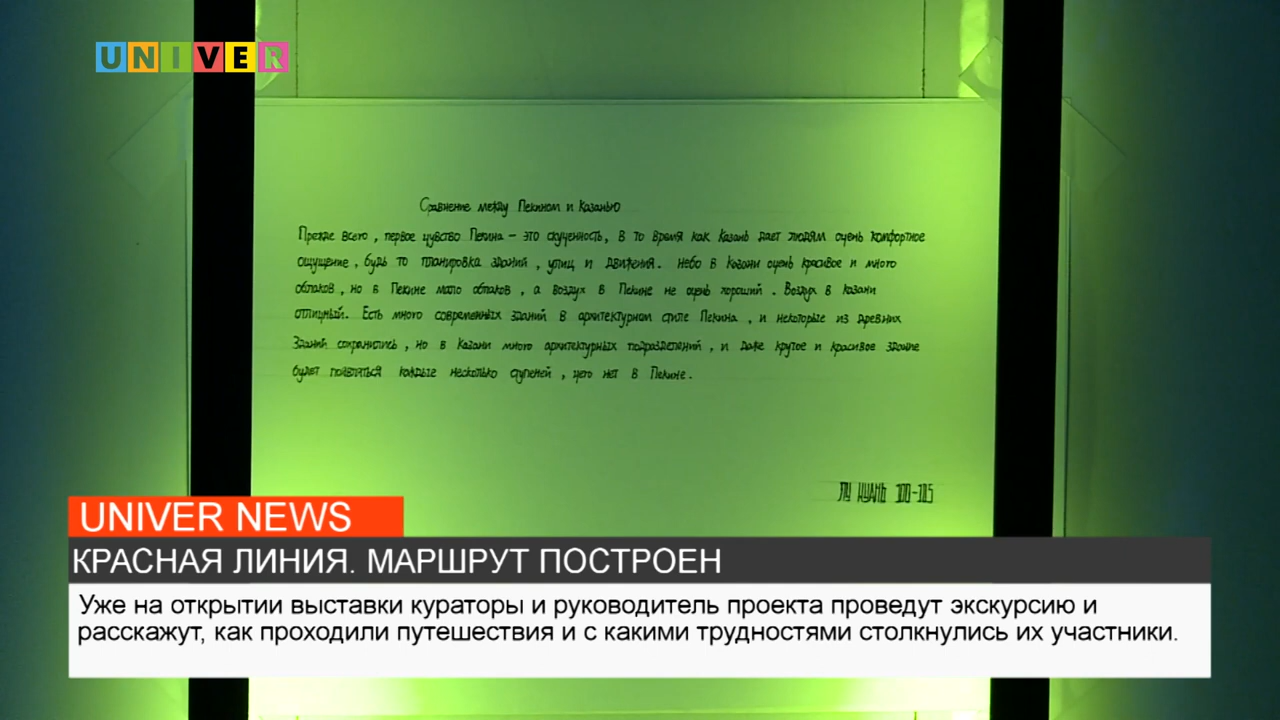 UNIVER
Сравнение между Пекином и Казанью
Прежде всего, первое чувство Пекина – это скученность, в то время как Казань дает людям очень комфортное
ощущение, будь то планировка зданий, улиц и движения. Небо в Казани очень красивое и много
облаков, но в Пекине мало облаков, а воздух в Пекине не очень хороший. Воздух в Казани
отличный. Есть много современных зданий в архитектурном стиле Пекина, и некоторые из древних
зданий сохранились, но в Казани много архитектурных подразделений, и даже крутое и красивое здание
будет появляться каждые несколько ступеней, чего нет в Пекине.
ЛУ КУАНЬ 100-105
UNIVER NEWS
КРАСНАЯ ЛИНИЯ. МАРШРУТ ПОСТРОЕН
Уже на открытии выставки кураторы и руководитель проекта проведут экскурсию и
расскажут, как проходили путешествия и с какими трудностями столкнулись их участники.